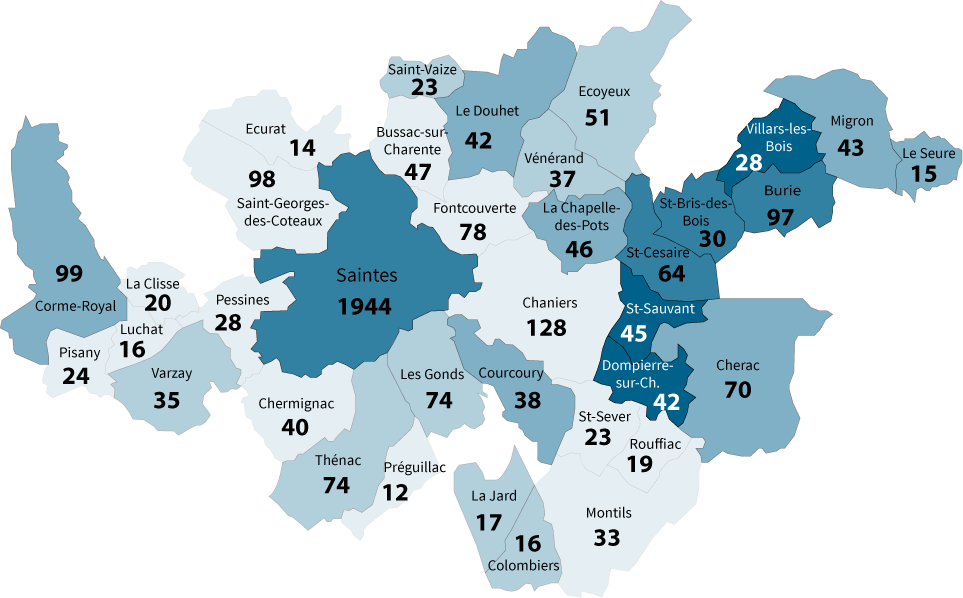 Saint-Vaize
23
Le Douhet
42
Ecoyeux
51
Ecurat
14
Bussac-sur-
Charente
47
Vénérand
37
Villars-les-
Bois
28
Migron
43
Le Seure
15
98
Saint-Georges-
des-Coteaux
Fontcouverte
78
La Chapelle-
des-Pots
46
St-Bris-des-
Bois
30
Burie
97
St-Cesaire
64
99
Corme-Royal
La Clisse
20
Pessines
28
Saintes
1944
Chaniers
128
St-Sauvant
45
Luchat
16
Pisany
24
Varzay
35
Les Gonds
74
Courcoury
38
Dompierre-
sur-Ch.
42
Cherac
70
Chermignac
40
St-Sever
23
Rouffiac
19
Thénac
74
Préguillac
12
La Jard
17
16
Colombiers
Montils
33